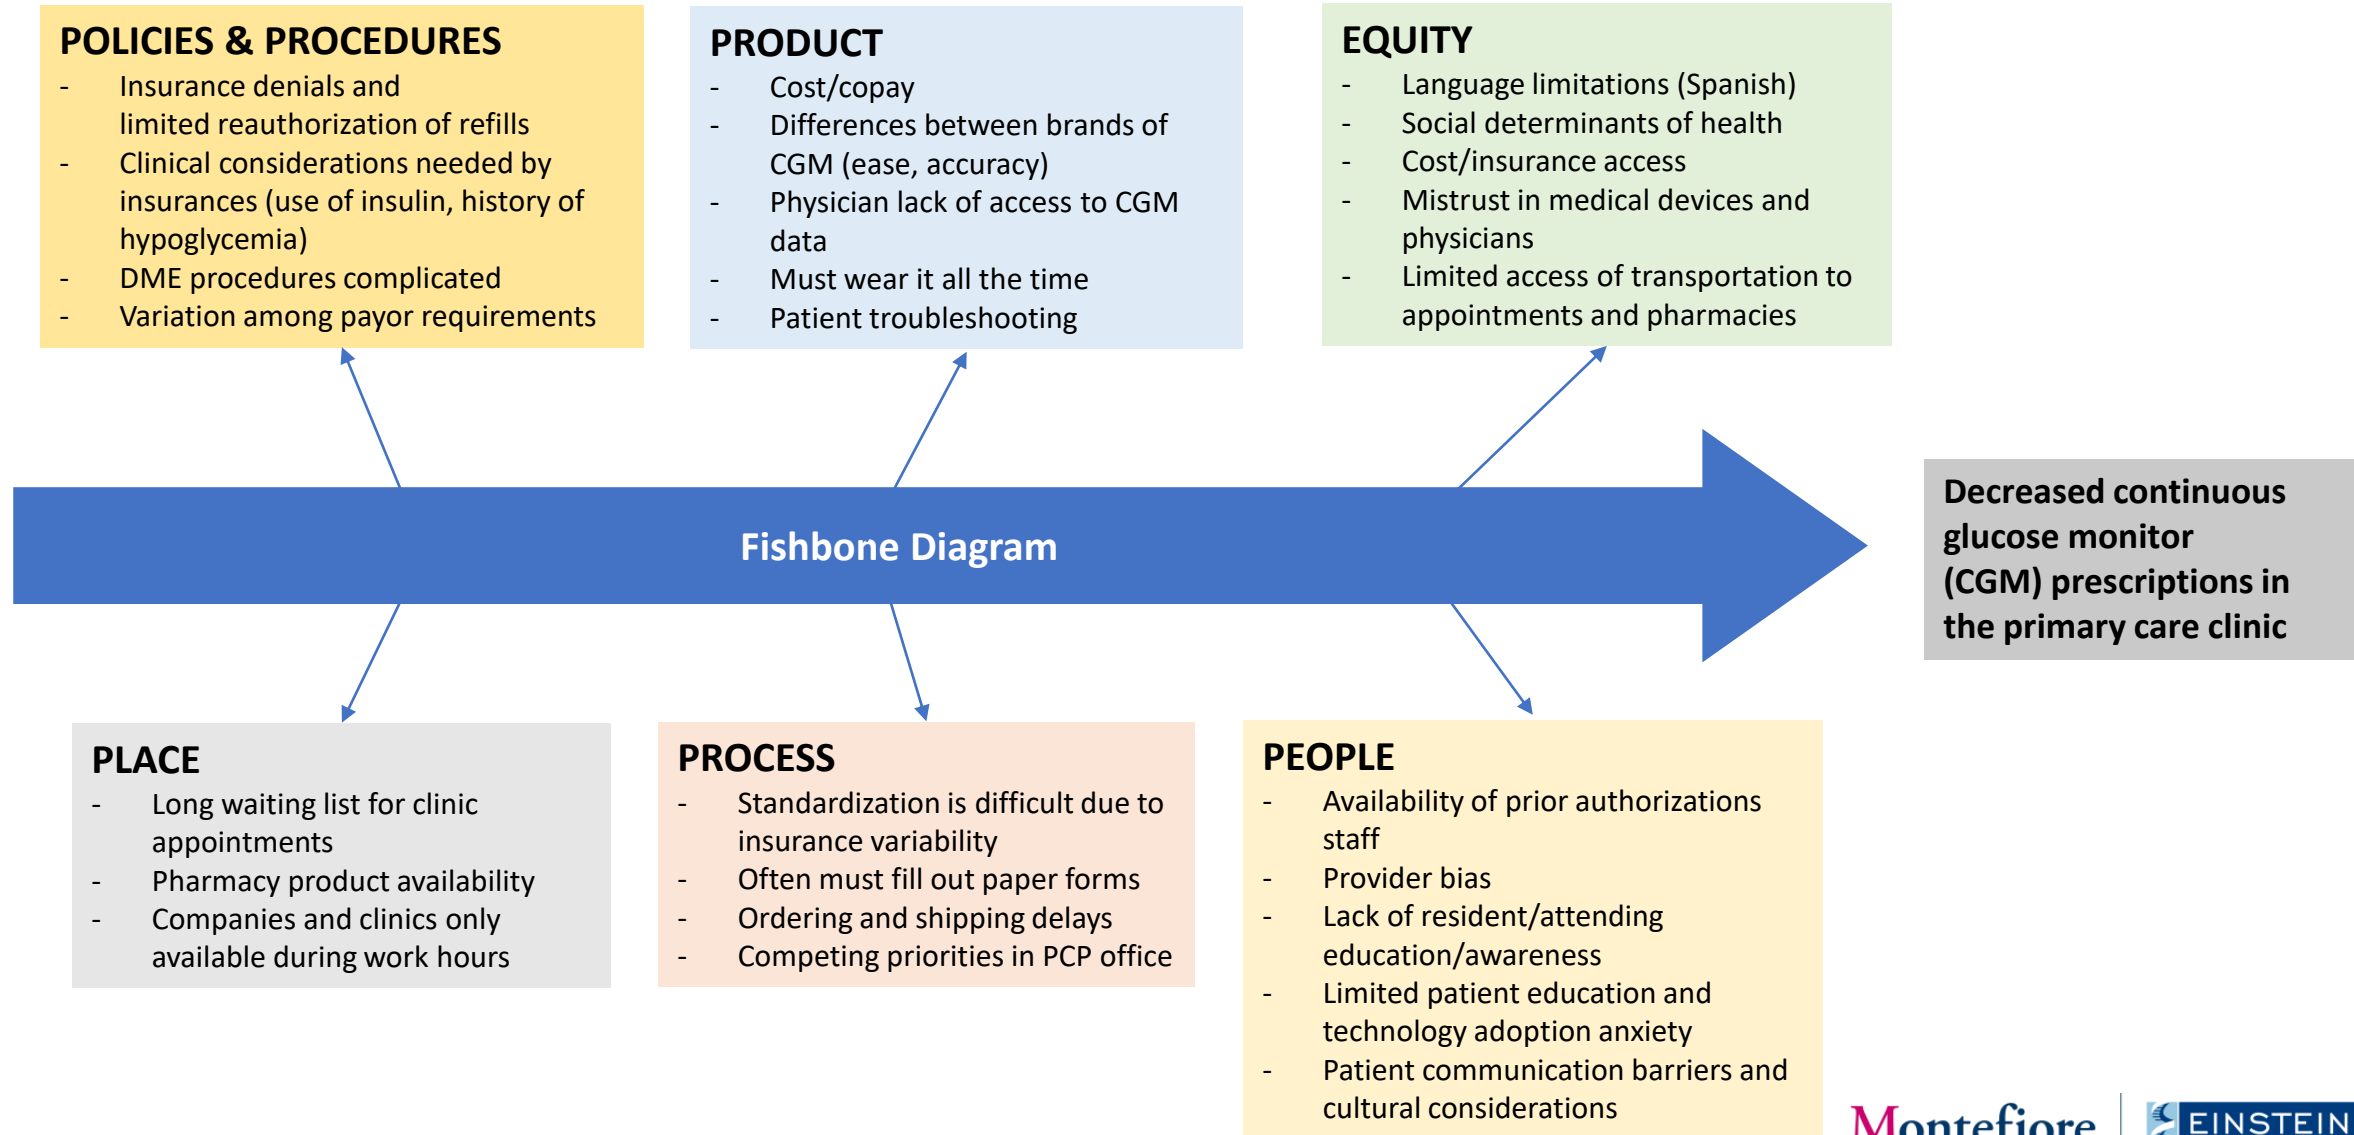 POLICIES & PROCEDURES
- Insurance denials and
limited reauthorization of refills
- Clinical considerations needed by
insurances (use of insulin, history of
hypoglycemia)
- DME procedures complicated
- Variation among payor requirements
PRODUCT
- Cost/copay
- Differences between brands of
CGM (ease, accuracy)
- Physician lack of access to CGM
data
- Must wear it all the time
- Patient troubleshooting
EQUITY
- Language limitations (Spanish)
- Social determinants of health
- Cost/insurance access
- Mistrust in medical devices and
physicians
- Limited access of transportation to
appointments and pharmacies
Fishbone Diagram
Decreased continuous
glucose monitor
(CGM) prescriptions in
the primary care clinic
PLACE
- Long waiting list for clinic
appointments
- Pharmacy product availability
- Companies and clinics only
available during work hours
PROCESS
- Standardization is difficult due to
insurance variability
- Often must fill out paper forms
- Ordering and shipping delays
- Competing priorities in PCP office
PEOPLE
- Availability of prior authorizations
staff
- Provider bias
- Lack of resident/attending
education/awareness
- Limited patient education and
technology adoption anxiety
- Patient communication barriers and
cultural considerations
Montefiore
EINSTEIN